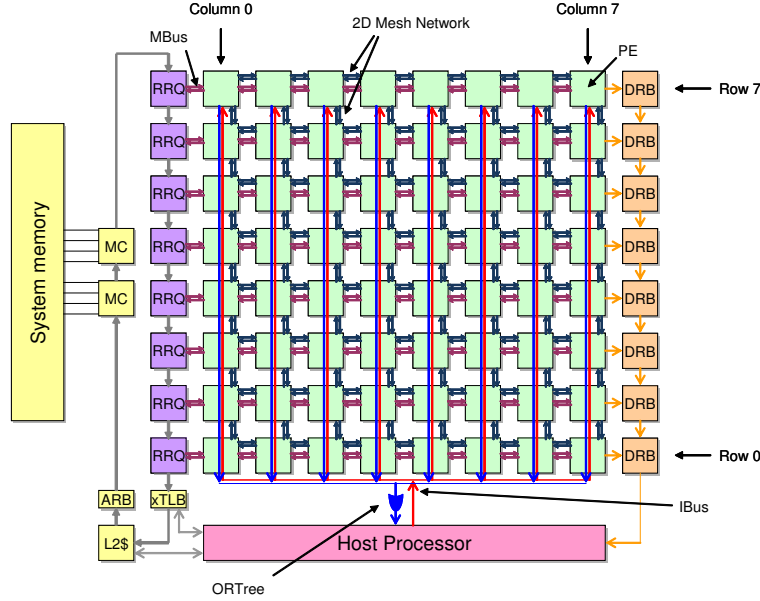 Column 0
Column 7
2D Mesh Network
MBus
PE
RRQ
DRB
Row 7
RRQ
DRB
RRQ
DRB
System memory
MC
RRQ
DRB
MC
RRQ
DRB
RRQ
DRB
RRQ
DRB
RRQ
DRB
Row 0
ARB
xTLB
IBus
L2$
Host Processor
ORTree